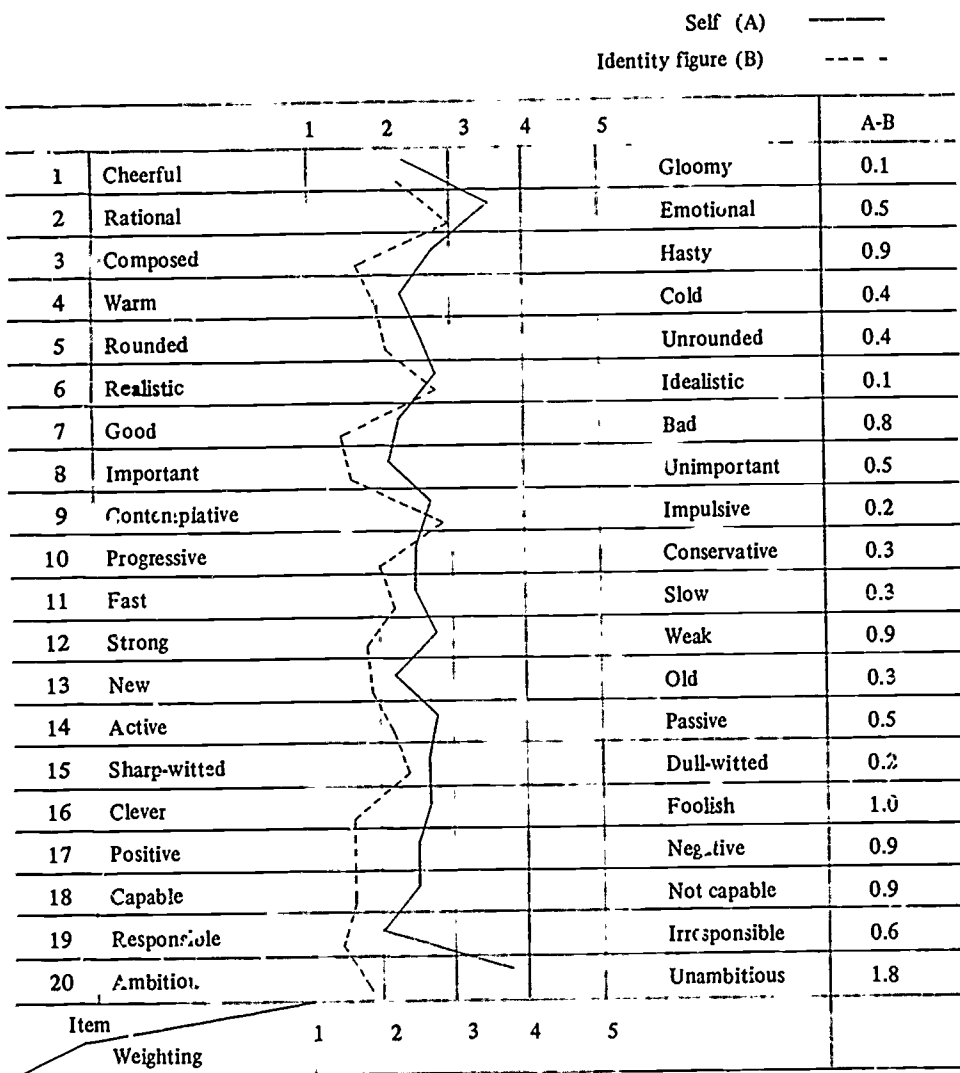 Self (A)
Identity figure (B)
1 2 3 4 5 A-B
1 Cheerful Gloomy 0.1
2 Rational Emotional 0.5
3 Composed Hasty 0.9
4 Warm Cold 0.4
5 Rounded Unrounded 0.4
6 Realistic Idealistic 0.1
7 Good Bad 0.8
8 Important Unimportant 0.5
9 Contemplative Impulsive 0.2
10 Progressive Conservative 0.3
11 Fast Slow 0.3
12 Strong Weak 0.9
13 New Old 0.3
14 Active Passive 0.5
15 Sharp-witted Dull-witted 0.2
16 Clever Foolish 1.0
17 Positive Negative 0.9
18 Capable Not capable 0.9
19 Responsible Irresponsible 0.6
20 Unambitious 1.8
Item
Weighting
1 2 3 4 5